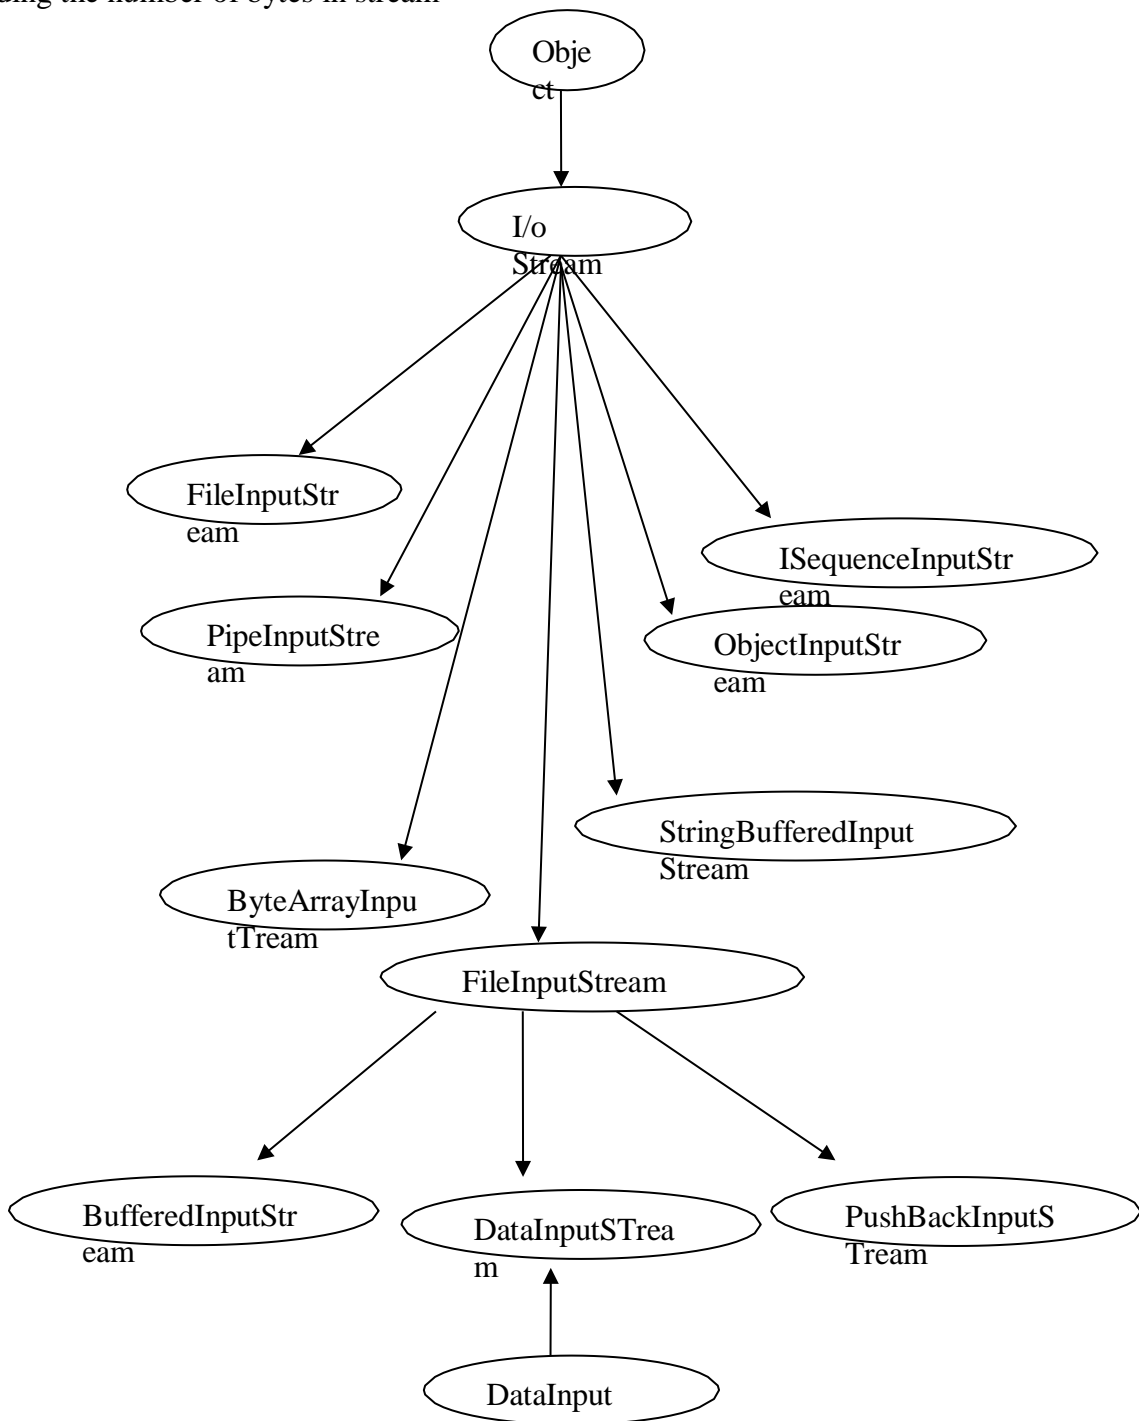 ding the number of bytes in stream
Obje
ct
I/o
Stream
FileInputStr
eam
ISequenceInputStr
eam
PipeInputStre
am
ObjectInputStr
eam
StringBufferedInput
Stream
ByteArrayInpu
tTream
FileInputStream
BufferedInputStr
eam
DataInputSTrea
m
PushBackInputS
Tream
DataInput